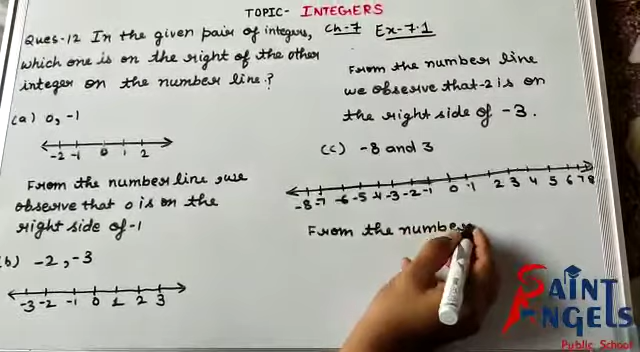 TOPIC- INTEGERS
Ques-12 In the given pair of integers, Ch-7 Ex-7.1
which one is on the right of the other
integer on the number line?
(a) 0, -1
-2 -1 0 1 2
From the number line, we
observe that 0 is on the
right side of -1
(b) -2, -3
-3 -2 -1 0 1 2 3
From the number line
we observe that -2 is on
the right side of -3.
(c) -8 and 3
-8 -7 -6 -5 -4 -3 -2 -1 0 1 2 3 4 5 6 7 8
From the number
SAINT
ANGELS
Public School